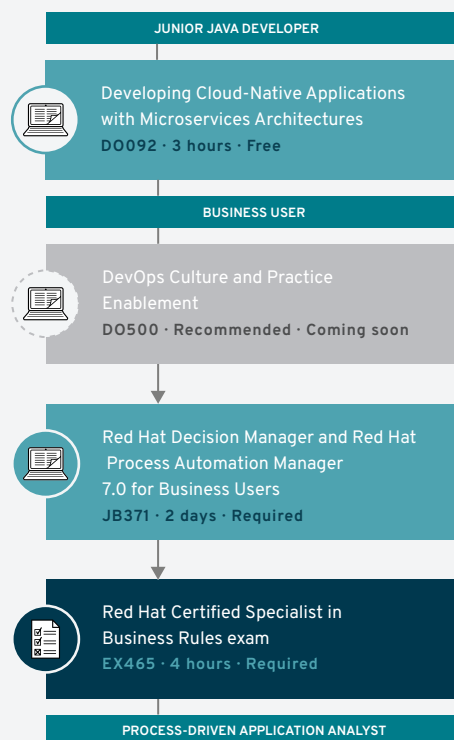 JUNIOR JAVA DEVELOPER
Developing Cloud-Native Applications
with Microservices Architectures
DO092 · 3 hours · Free
BUSINESS USER
DevOps Culture and Practice
Enablement
DO500 · Recommended · Coming soon
Red Hat Decision Manager and Red Hat
Process Automation Manager
7.0 for Business Users
JB371 · 2 days · Required
Red Hat Certified Specialist in
Business Rules exam
EX465 · 4 hours · Required
PROCESS-DRIVEN APPLICATION ANALYST